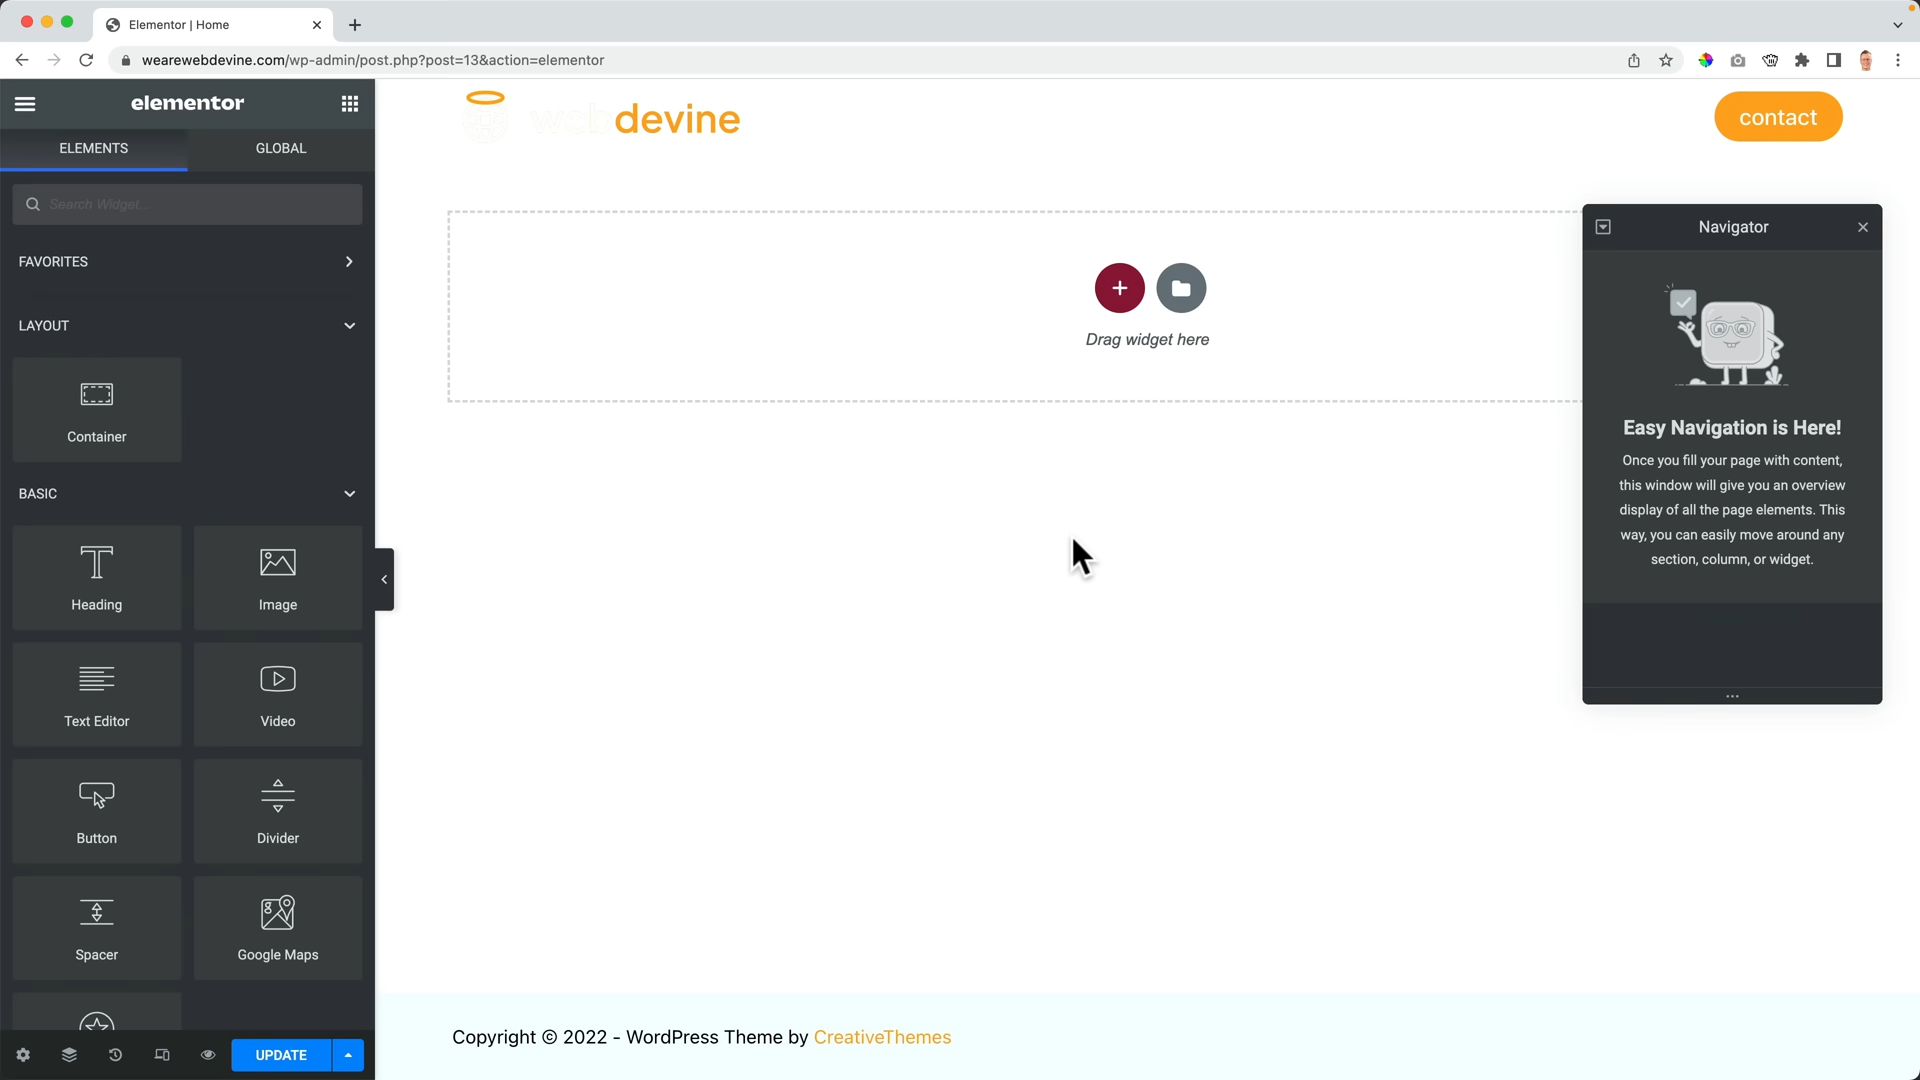 Elementor | Home
wearewebdevine.com/wp-admin/post.php?post=13&action=elementor
elementor
ELEMENTS
GLOBAL
Search Widget...
FAVORITES
LAYOUT
Container
BASIC
Heading
Image
Text Editor
Video
Button
Divider
Spacer
Google Maps
UPDATE
webdevine
contact
Drag widget here
Navigator
Easy Navigation is Here!
Once you fill your page with content,
this window will give you an overview
display of all the page elements. This
way, you can easily move around any
section, column, or widget.
Copyright © 2022 - WordPress Theme by CreativeThemes